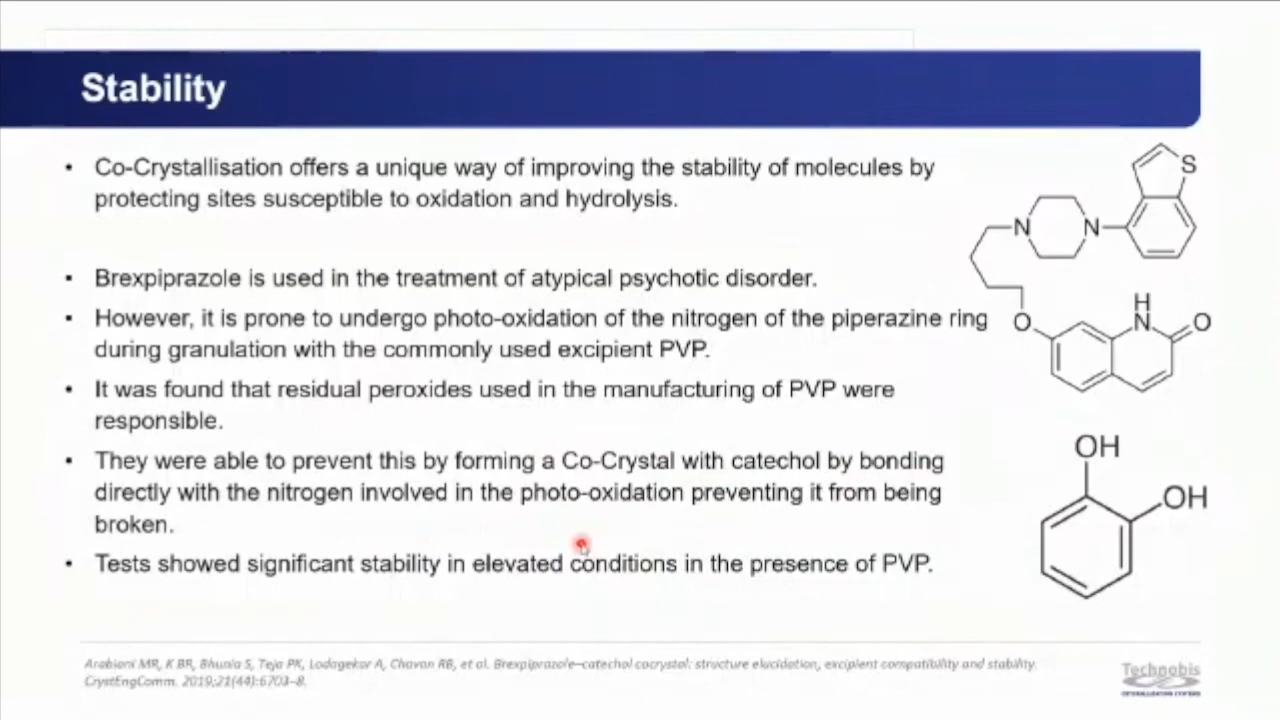 Stability
• Co-Crystallisation offers a unique way of improving the stability of molecules by
protecting sites susceptible to oxidation and hydrolysis.
• Brexpiprazole is used in the treatment of atypical psychotic disorder.
• However, it is prone to undergo photo-oxidation of the nitrogen of the piperazine ring
during granulation with the commonly used excipient PVP.
• It was found that residual peroxides used in the manufacturing of PVP were
responsible.
• They were able to prevent this by forming a Co-Crystal with catechol by bonding
directly with the nitrogen involved in the photo-oxidation preventing it from being
broken.
• Tests showed significant stability in elevated conditions in the presence of PVP.
S
N
N
H
N
O
O
OH
OH
Arabiani MR, K BR, Bhunia S, Teja PK, Lodagekar A, Chavan RB, et al. Brexpiprazole–catechol cocrystal: structure elucidation, excipient compatibility and stability.
CrystEngComm. 2019;21(44):6703–8.
Technobis